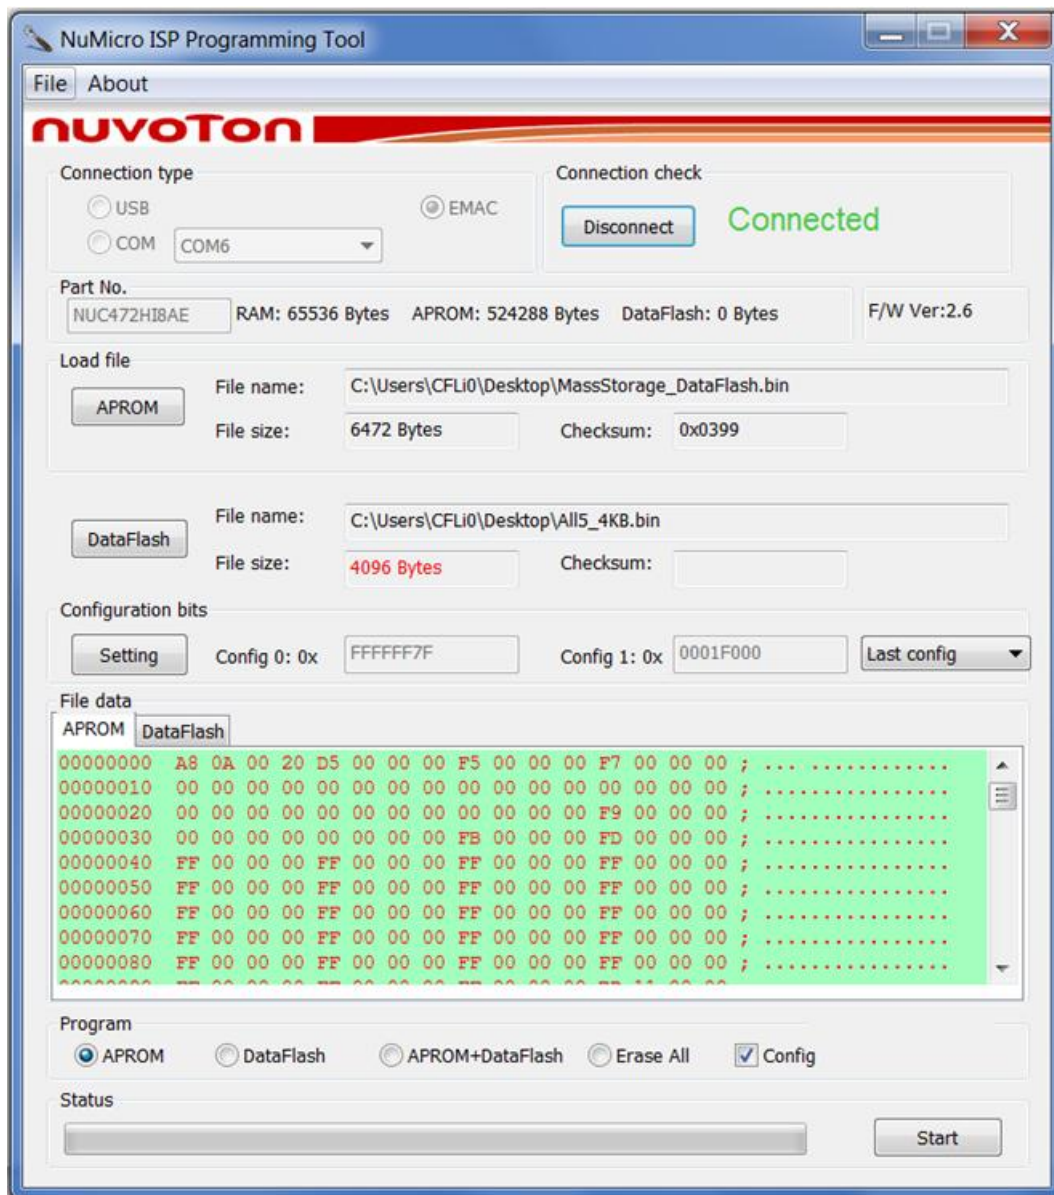 NuMicro ISP Programming Tool
File About
nuvoTon
Connection type
USB
EMAC
COM COM6
Connection check
Disconnect Connected
Part No.
NUC472HI8AE RAM: 65536 Bytes APROM: 524288 Bytes DataFlash: 0 Bytes F/W Ver:2.6
Load file
APROM
File name: C:\Users\CFLi0\Desktop\MassStorage_DataFlash.bin
File size: 6472 Bytes Checksum: 0x0399
DataFlash
File name: C:\Users\CFLi0\Desktop\All5_4KB.bin
File size: 4096 Bytes Checksum:
Configuration bits
Setting Config 0: 0x FFFFFF7F Config 1: 0x 0001F000 Last config
File data
APROM DataFlash
00000000 A8 0A 00 20 D5 00 00 00 F5 00 00 00 F7 00 00 00 ; ... ............
00000010 00 00 00 00 00 00 00 00 00 00 00 00 00 00 00 00 ; ................
00000020 00 00 00 00 00 00 00 00 00 00 00 00 F9 00 00 00 ; ................
00000030 00 00 00 00 00 00 00 00 FB 00 00 00 FD 00 00 00 ; ................
00000040 FF 00 00 00 FF 00 00 00 FF 00 00 00 FF 00 00 00 ; ................
00000050 FF 00 00 00 FF 00 00 00 FF 00 00 00 FF 00 00 00 ; ................
00000060 FF 00 00 00 FF 00 00 00 FF 00 00 00 FF 00 00 00 ; ................
00000070 FF 00 00 00 FF 00 00 00 FF 00 00 00 FF 00 00 00 ; ................
00000080 FF 00 00 00 FF 00 00 00 FF 00 00 00 FF 00 00 00 ; ................
Program
APROM DataFlash APROM+DataFlash Erase All Config
Status
Start